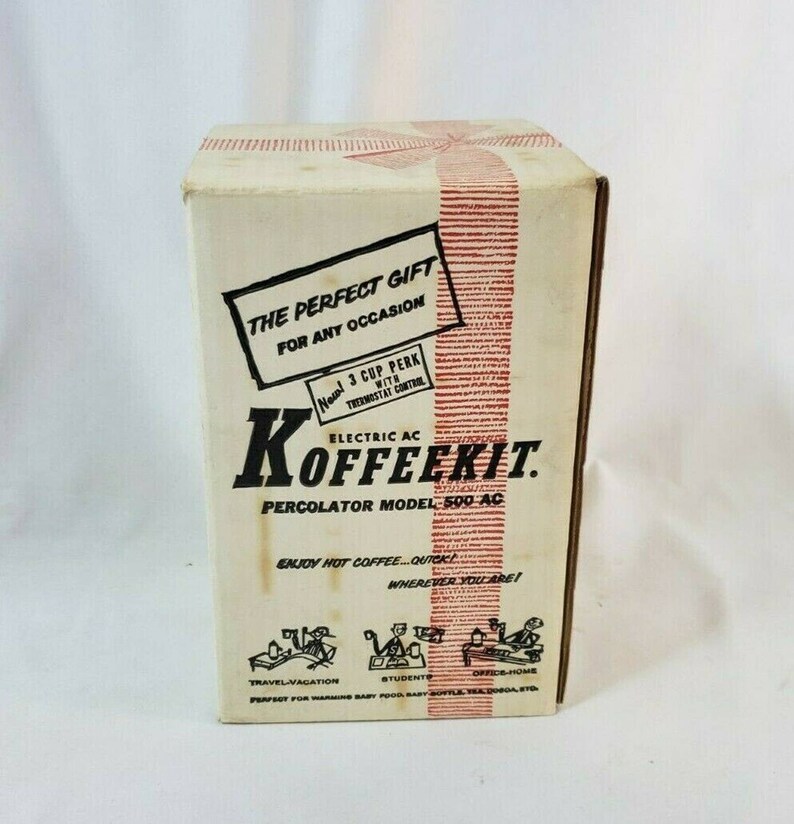 THE PERFECT GIFT
FOR ANY OCCASION
New! 3 CUP PERK
WITH
THERMOSTAT CONTROL
ELECTRIC AC
KOFFEEKIT.
PERCOLATOR MODEL 500 AC
ENJOY HOT COFFEE...QUICK!
WHEREVER YOU ARE!
TRAVEL-VACATION STUDENTS OFFICE-HOME
PERFECT FOR WARMING BABY FOOD, BABY BOTTLE, TEA, COCOA, ETC.